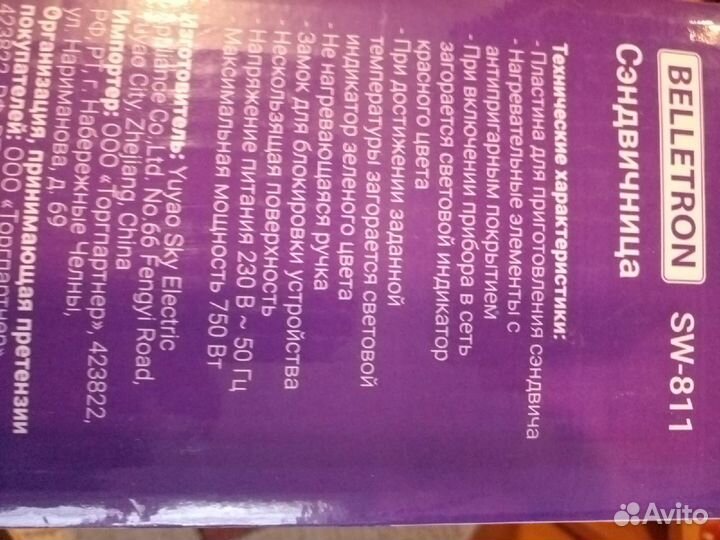 BELLETRON SW-811
Сэндвичница
Технические характеристики:
- Пластина для приготовления сэндвича
- Нагревательные элементы с
антипригарным покрытием
- При включении прибора в сеть
загорается световой индикатор
красного цвета
- При достижении заданной
температуры загорается световой
индикатор зеленого цвета
- Не нагревающаяся ручка
- Замок для блокировки устройства
- Нескользящая поверхность
- Напряжение питания 230 В ~ 50 Гц
- Максимальная мощность 750 Вт
Изготовитель: Yuyao Sky Electric
Appliance Co.,Ltd No.66 Fengyi Road,
Yuyao City, Zhejiang, China
Импортер: ООО «Торгпартнер», 423822,
РФ, РТ, г. Набережные Челны,
ул. Нариманова, д. 69
Организация, принимающая претензии
покупателей: ООО «Торгпартнер»
Avito